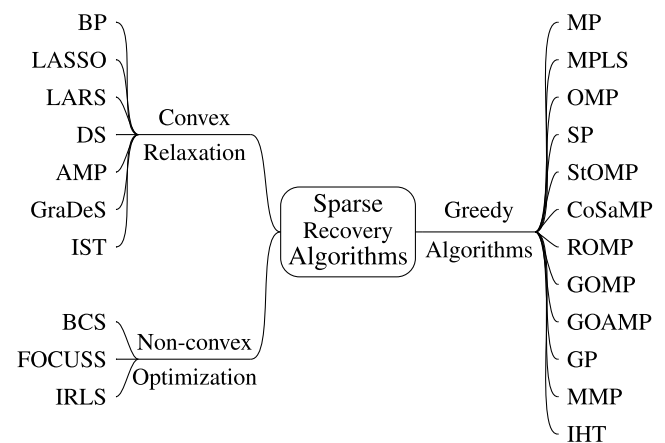 BP
LASSO
LARS
DS
AMP
GraDeS
IST
Convex
Relaxation
BCS
FOCUSS
IRLS
Non-convex
Optimization
Sparse
Recovery
Algorithms
Greedy
Algorithms
MP
MPLS
OMP
SP
StOMP
CoSaMP
ROMP
GOMP
GOAMP
GP
MMP
IHT